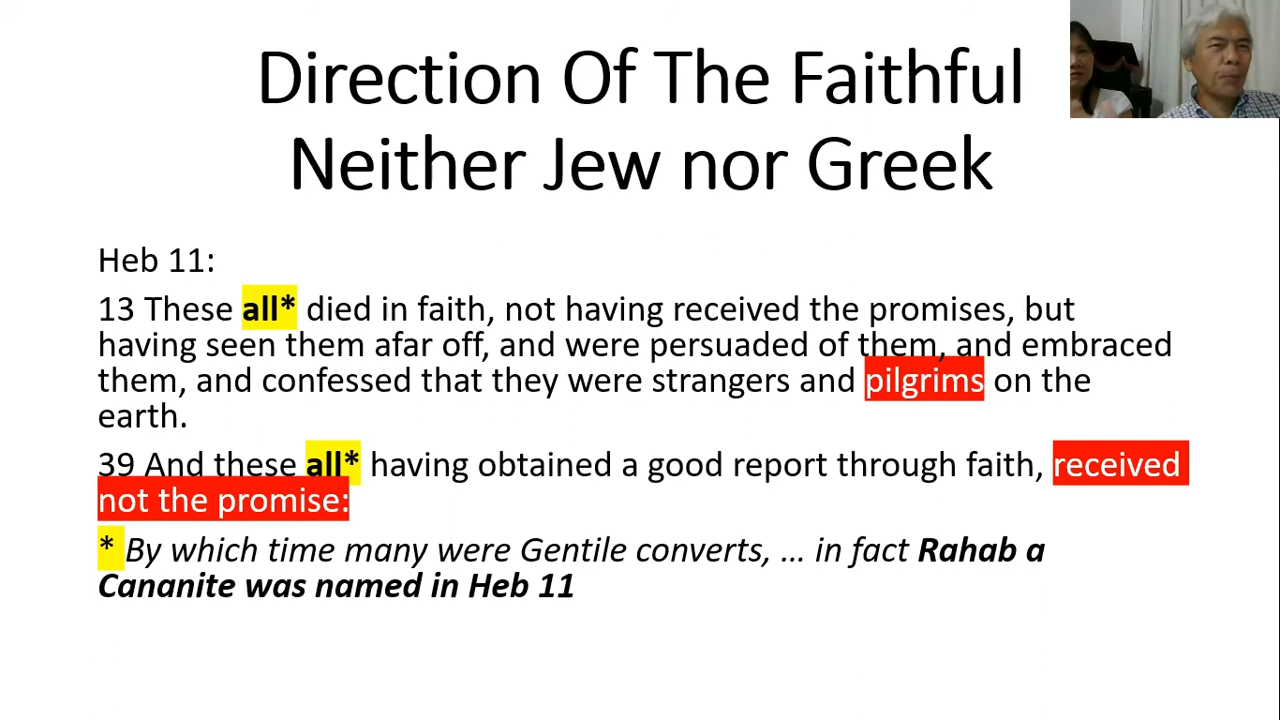 Direction Of The Faithful
Neither Jew nor Greek
Heb 11:
13 These all* died in faith, not having received the promises, but
having seen them afar off, and were persuaded of them, and embraced
them, and confessed that they were strangers and pilgrims on the
earth.
39 And these all* having obtained a good report through faith, received
not the promise:
* By which time many were Gentile converts, … in fact Rahab a
Cananite was named in Heb 11